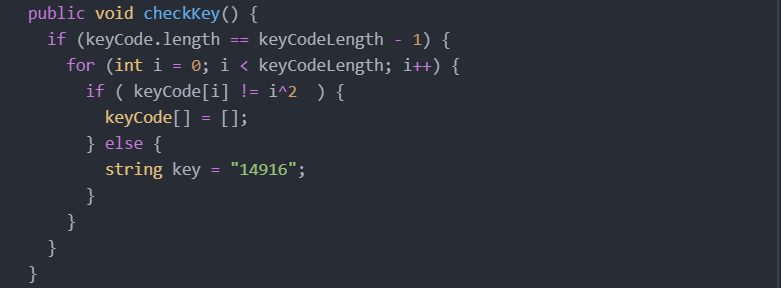 public void checkKey() {
if (keyCode.length == keyCodeLength - 1) {
for (int i = 0; i < keyCodeLength; i++) {
if ( keyCode[i] != i^2  ) {
keyCode[] = [];
} else {
string key = "14916";
}
}
}
}